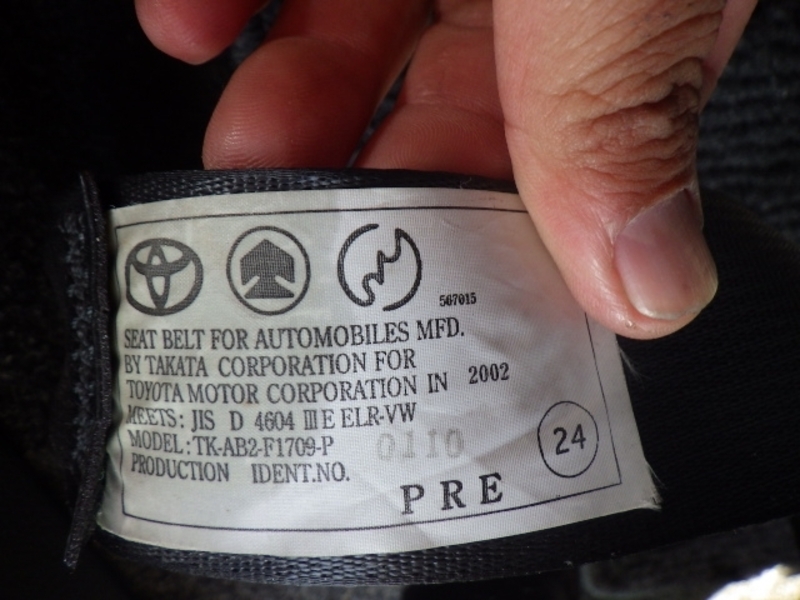 567015
SEAT BELT FOR AUTOMOBILES MFD.
BY TAKATA CORPORATION FOR
TOYOTA MOTOR CORPORATION IN 2002
MEETS: JIS D 4604 III E ELR-VW
MODEL:TK-AB2-F1709-P 0110
PRODUCTION IDENT.NO.
24
PRE